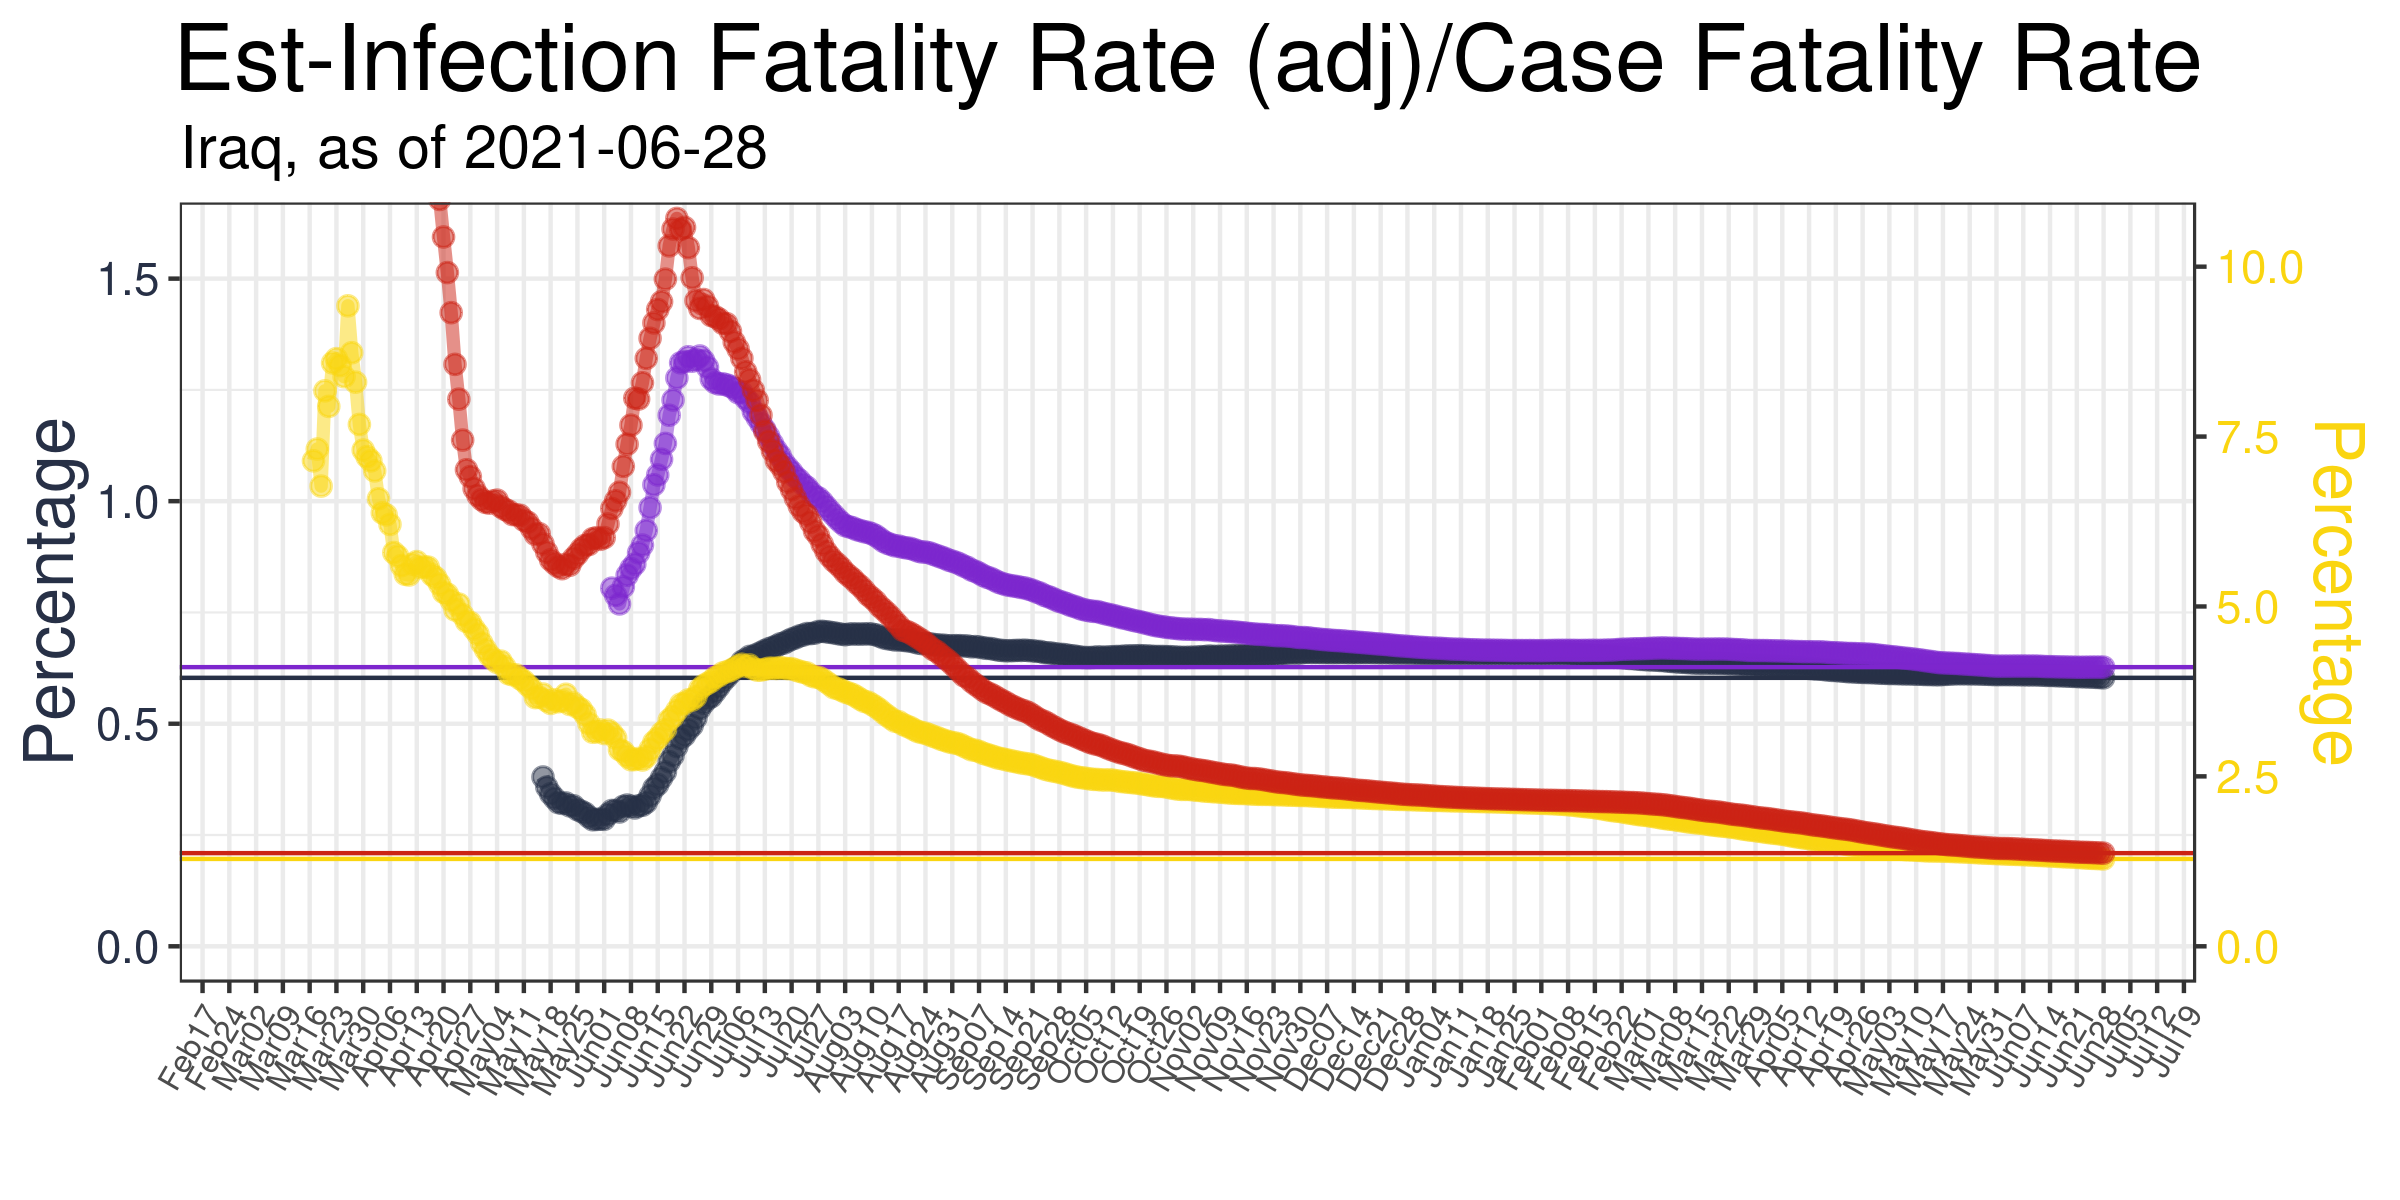 Est-Infection Fatality Rate (adj)/Case Fatality Rate
Iraq, as of 2021-06-28
Percentage
1.5
1.0
0.5
0.0
10.0
7.5
5.0
2.5
0.0
Percentage
Feb17
Feb24
Mar02
Mar09
Mar16
Mar23
Mar30
Apr06
Apr13
Apr20
Apr27
May04
May11
May18
May25
Jun01
Jun08
Jun15
Jun22
Jun29
Jul06
Jul13
Jul20
Jul27
Aug03
Aug10
Aug17
Aug24
Aug31
Sep07
Sep14
Sep21
Sep28
Oct05
Oct12
Oct19
Oct26
Nov02
Nov09
Nov16
Nov23
Nov30
Dec07
Dec14
Dec21
Dec28
Jan04
Jan11
Jan18
Jan25
Feb01
Feb08
Feb15
Feb22
Mar01
Mar08
Mar15
Mar22
Mar29
Apr05
Apr12
Apr19
Apr26
May03
May10
May17
May24
May31
Jun07
Jun14
Jun21
Jun28
Jul05
Jul12
Jul19